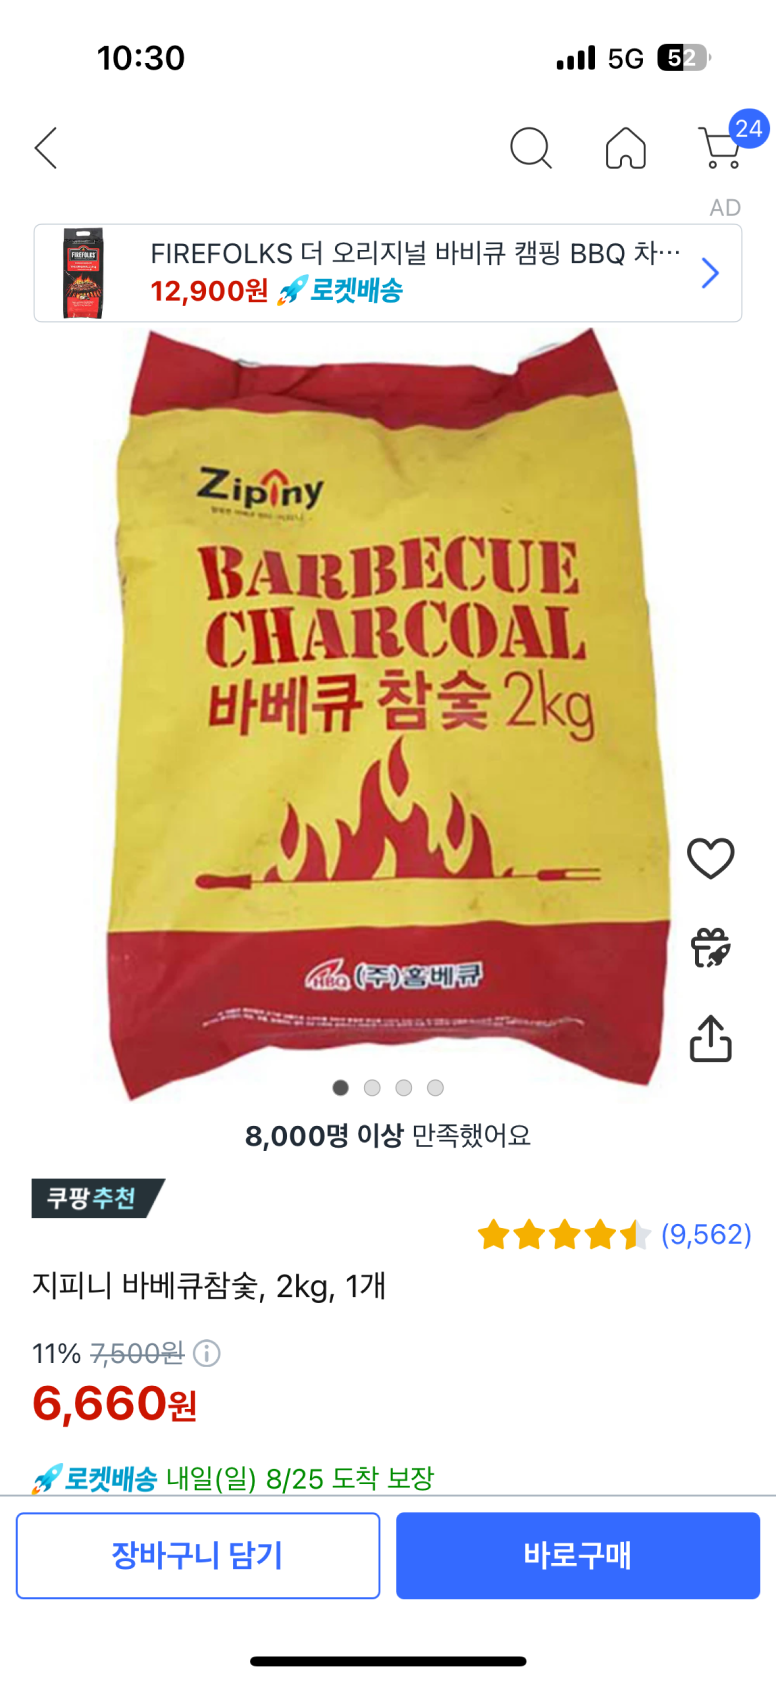 10:30
5G 52
24
AD
FIREFOLKS
FIREFOLKS 더 오리지널 바비큐 캠핑 BBQ 차…
12,900원 로켓배송
Zipiny
BARBECUE
CHARCOAL
바베큐 참숯 2kg
HBQ (주)홈베큐
8,000명 이상 만족했어요
쿠팡추천
(9,562)
지피니 바베큐참숯, 2kg, 1개
11% 7,500원
6,660원
로켓배송 내일(일) 8/25 도착 보장
장바구니 담기
바로구매